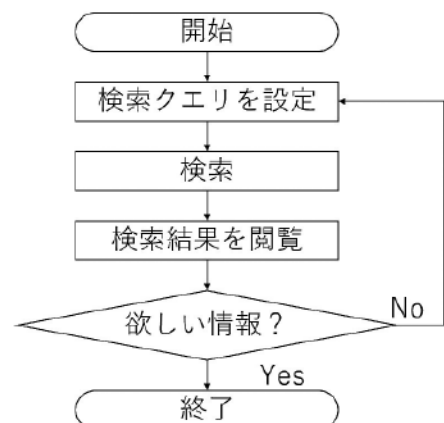 開始
検索クエリを設定
検索
検索結果を閲覧
欲しい情報？
No
Yes
終了